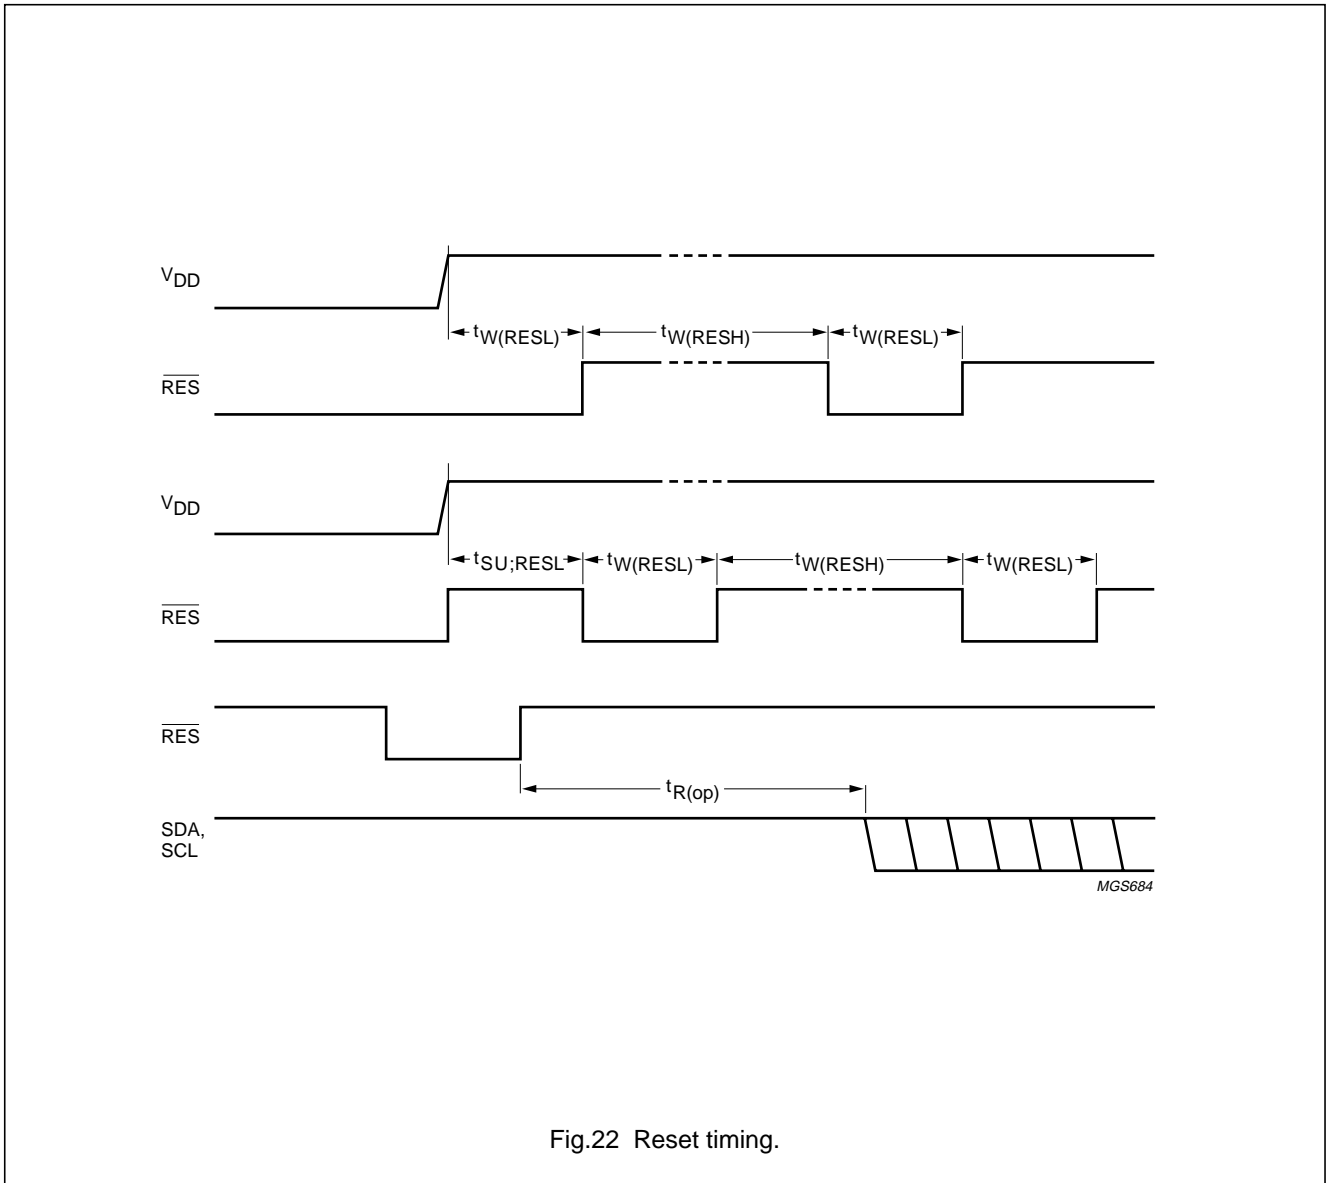 VDD
tW(RESL) tW(RESH) tW(RESL)
RES
VDD
tSU;RESL tW(RESL) tW(RESH) tW(RESL)
RES
RES
tR(op)
SDA,
SCL
MGS684
Fig.22 Reset timing.